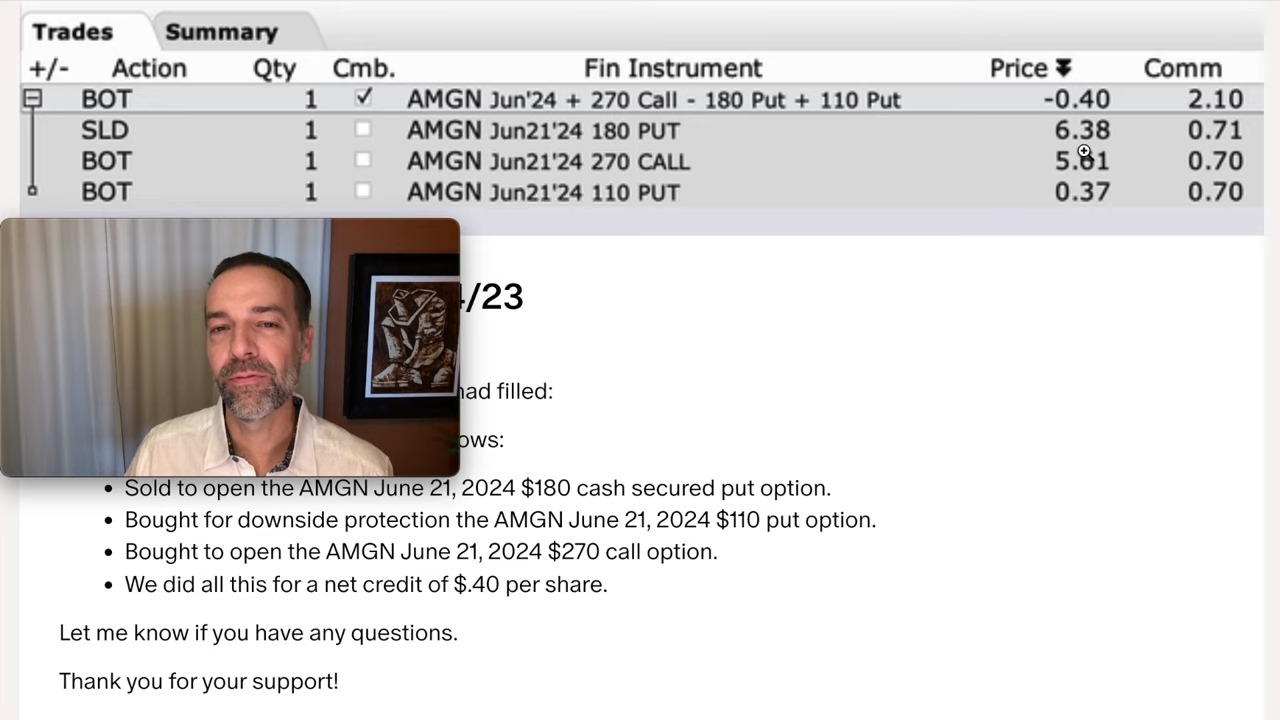 Trades Summary
+/- Action Qty Cmb. Fin Instrument Price Comm
BOT 1 AMGN Jun'24 + 270 Call - 180 Put + 110 Put -0.40 2.10
SLD 1 AMGN Jun21'24 180 PUT 6.38 0.71
BOT 1 AMGN Jun21'24 270 CALL 5.61 0.70
BOT 1 AMGN Jun21'24 110 PUT 0.37 0.70
/23
had filled:
ows:
• Sold to open the AMGN June 21, 2024 $180 cash secured put option.
• Bought for downside protection the AMGN June 21, 2024 $110 put option.
• Bought to open the AMGN June 21, 2024 $270 call option.
• We did all this for a net credit of $.40 per share.
Let me know if you have any questions.
Thank you for your support!